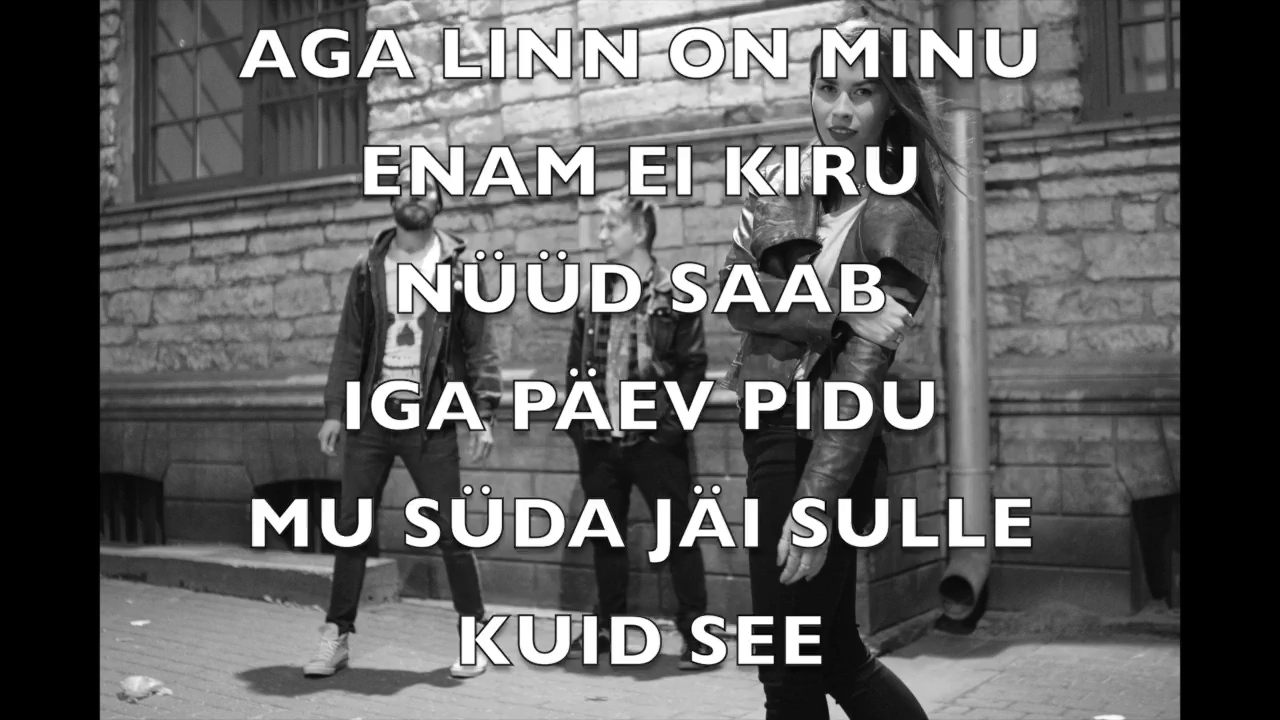 AGA LINN ON MINU
ENAM EI KIRU
NÜÜD SAAB
IGA PÄEV PIDU
MU SÜDA JÄI SULLE
KUID SEE